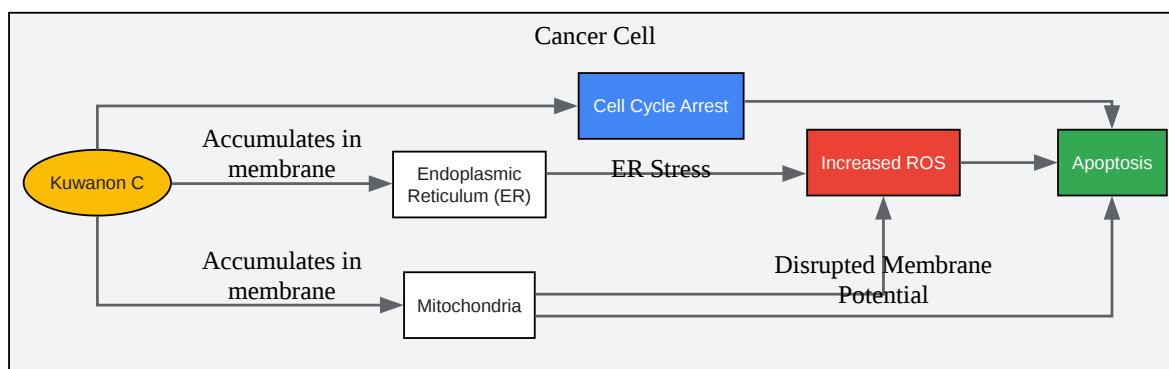 Cancer Cell
Cell Cycle Arrest
Accumulates in
membrane
Kuwanon C
Endoplasmic
Reticulum (ER)
ER Stress
Increased ROS
Apoptosis
Accumulates in
membrane
Mitochondria
Disrupted Membrane
Potential